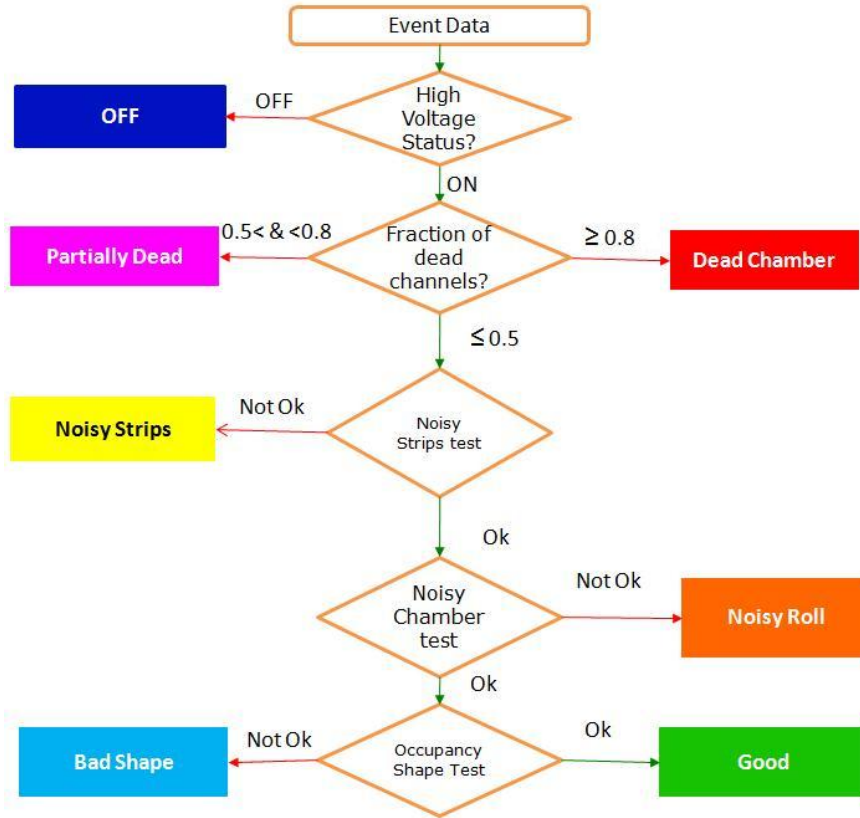 Event Data
High
Voltage
Status?
OFF
OFF
ON
Fraction of
dead
channels?
0.5< & <0.8
Partially Dead
≥ 0.8
Dead Chamber
≤ 0.5
Noisy
Strips test
Not Ok
Noisy Strips
Ok
Noisy
Chamber
test
Not Ok
Noisy Roll
Ok
Occupancy
Shape Test
Not Ok
Bad Shape
Ok
Good